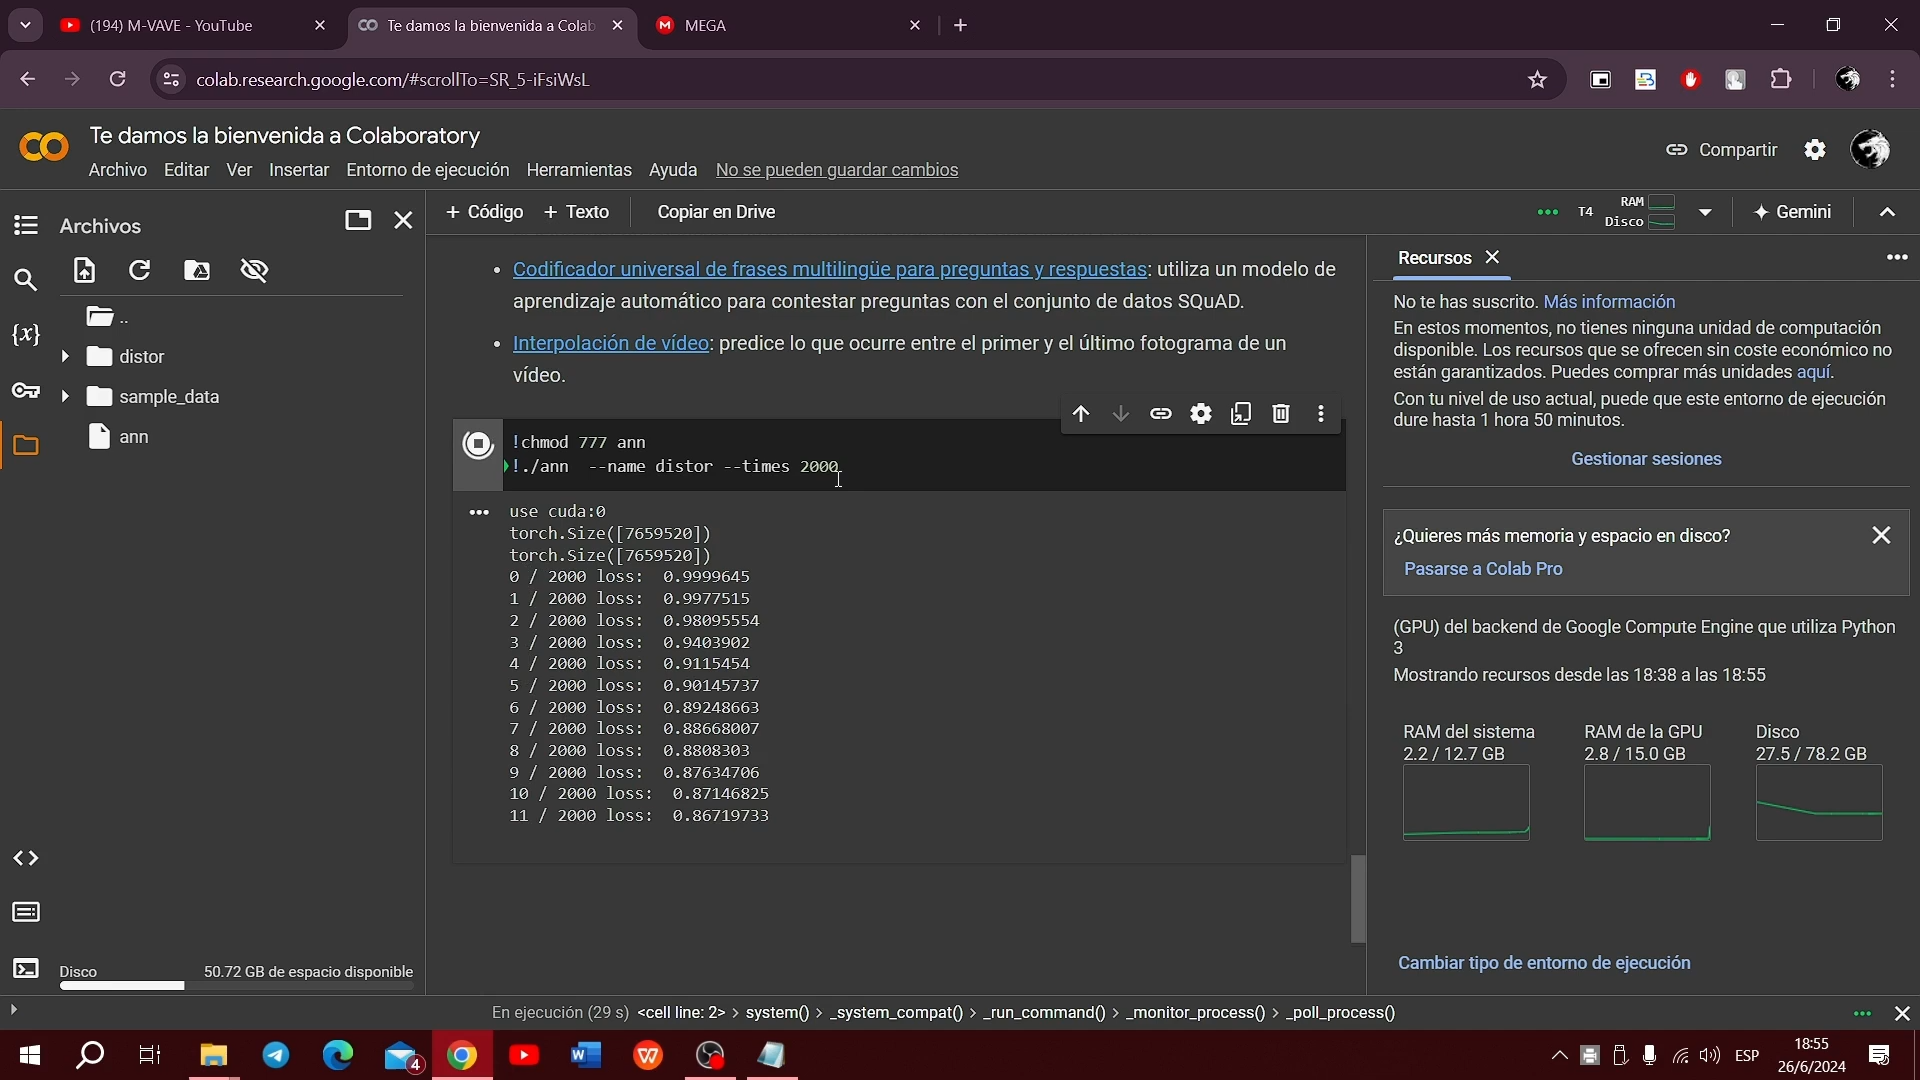 (194) M-VAVE - YouTube
Te damos la bienvenida a Colab
MEGA
colab.research.google.com/#scrollTo=SR_5-iFsiWsL
Te damos la bienvenida a Colaboratory
Archivo Editar Ver Insertar Entorno de ejecución Herramientas Ayuda No se pueden guardar cambios
Compartir
Archivos
+ Código + Texto Copiar en Drive
T4 RAM
Disco
Gemini
..
distor
sample_data
ann
Disco 50.72 GB de espacio disponible
• Codificador universal de frases multilingüe para preguntas y respuestas: utiliza un modelo de
aprendizaje automático para contestar preguntas con el conjunto de datos SQuAD.
• Interpolación de vídeo: predice lo que ocurre entre el primer y el último fotograma de un
vídeo.
!chmod 777 ann
!./ann  --name distor --times 2000
use cuda:0
torch.Size([7659520])
torch.Size([7659520])
0 / 2000 loss:  0.9999645
1 / 2000 loss:  0.9977515
2 / 2000 loss:  0.98095554
3 / 2000 loss:  0.9403902
4 / 2000 loss:  0.9115454
5 / 2000 loss:  0.90145737
6 / 2000 loss:  0.89248663
7 / 2000 loss:  0.88668007
8 / 2000 loss:  0.8808303
9 / 2000 loss:  0.87634706
10 / 2000 loss:  0.87146825
11 / 2000 loss:  0.86719733
Recursos
No te has suscrito. Más información
En estos momentos, no tienes ninguna unidad de computación
disponible. Los recursos que se ofrecen sin coste económico no
están garantizados. Puedes comprar más unidades aquí.
Con tu nivel de uso actual, puede que este entorno de ejecución
dure hasta 1 hora 50 minutos.
Gestionar sesiones
¿Quieres más memoria y espacio en disco?
Pasarse a Colab Pro
(GPU) del backend de Google Compute Engine que utiliza Python
3
Mostrando recursos desde las 18:38 a las 18:55
RAM del sistema
2.2 / 12.7 GB
RAM de la GPU
2.8 / 15.0 GB
Disco
27.5 / 78.2 GB
Cambiar tipo de entorno de ejecución
En ejecución (29 s) <cell line: 2> > system() > _system_compat() > _run_command() > _monitor_process() > _poll_process()
4
ESP
18:55
26/6/2024